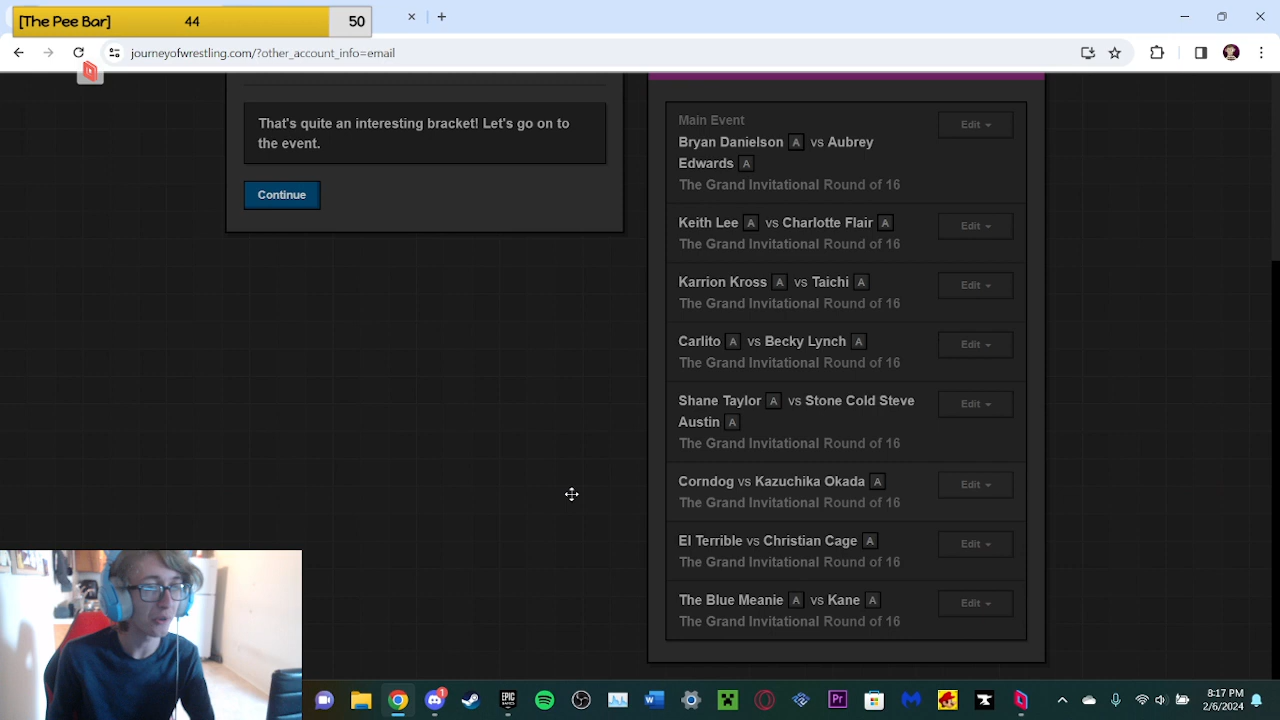 [The Pee Bar] 44 50
journeyofwrestling.com/?other_account_info=email
That's quite an interesting bracket! Let's go on to
the event.
Continue
Main Event
Bryan Danielson A vs Aubrey
Edwards A
The Grand Invitational Round of 16
Edit
Keith Lee A vs Charlotte Flair A
The Grand Invitational Round of 16
Edit
Karrion Kross A vs Taichi A
The Grand Invitational Round of 16
Edit
Carlito A vs Becky Lynch A
The Grand Invitational Round of 16
Edit
Shane Taylor A vs Stone Cold Steve
Austin A
The Grand Invitational Round of 16
Edit
Corndog vs Kazuchika Okada A
The Grand Invitational Round of 16
Edit
El Terrible vs Christian Cage A
The Grand Invitational Round of 16
Edit
The Blue Meanie A vs Kane A
The Grand Invitational Round of 16
Edit
1
EPIC
GAMES
W
Pr
8:17 PM
2/6/2024